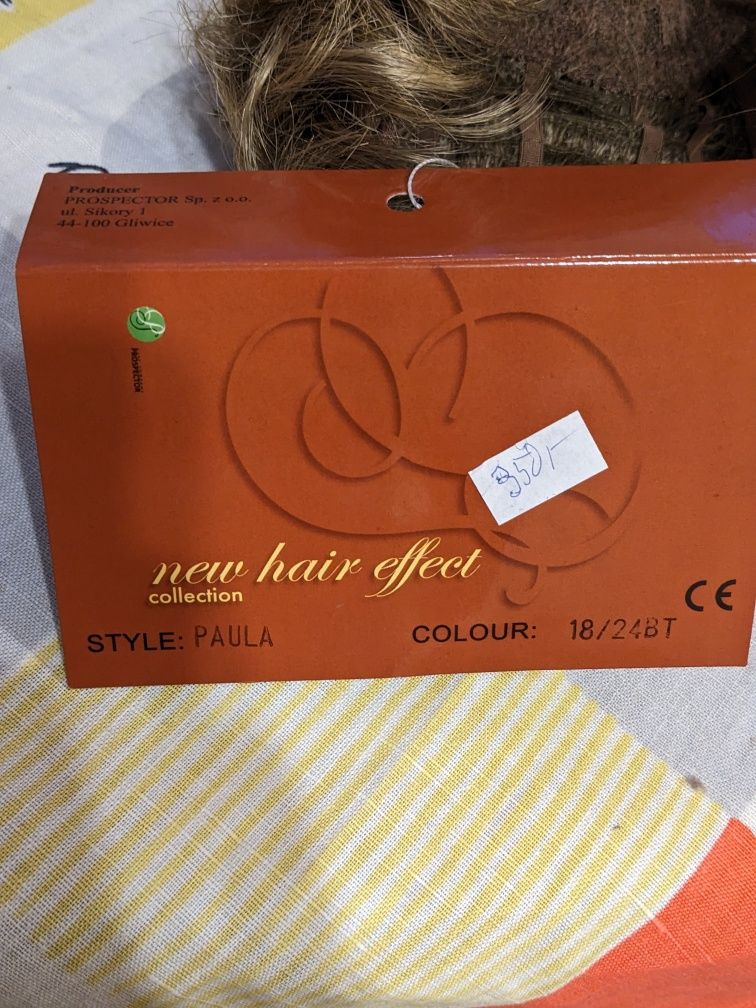 Producer
PROSPECTOR Sp. z o.o.
ul. Sikory 1
44-100 Gliwice
PROSPECTOR
350,-
new hair effect
collection
CE
STYLE: PAULA
COLOUR: 18/24BT